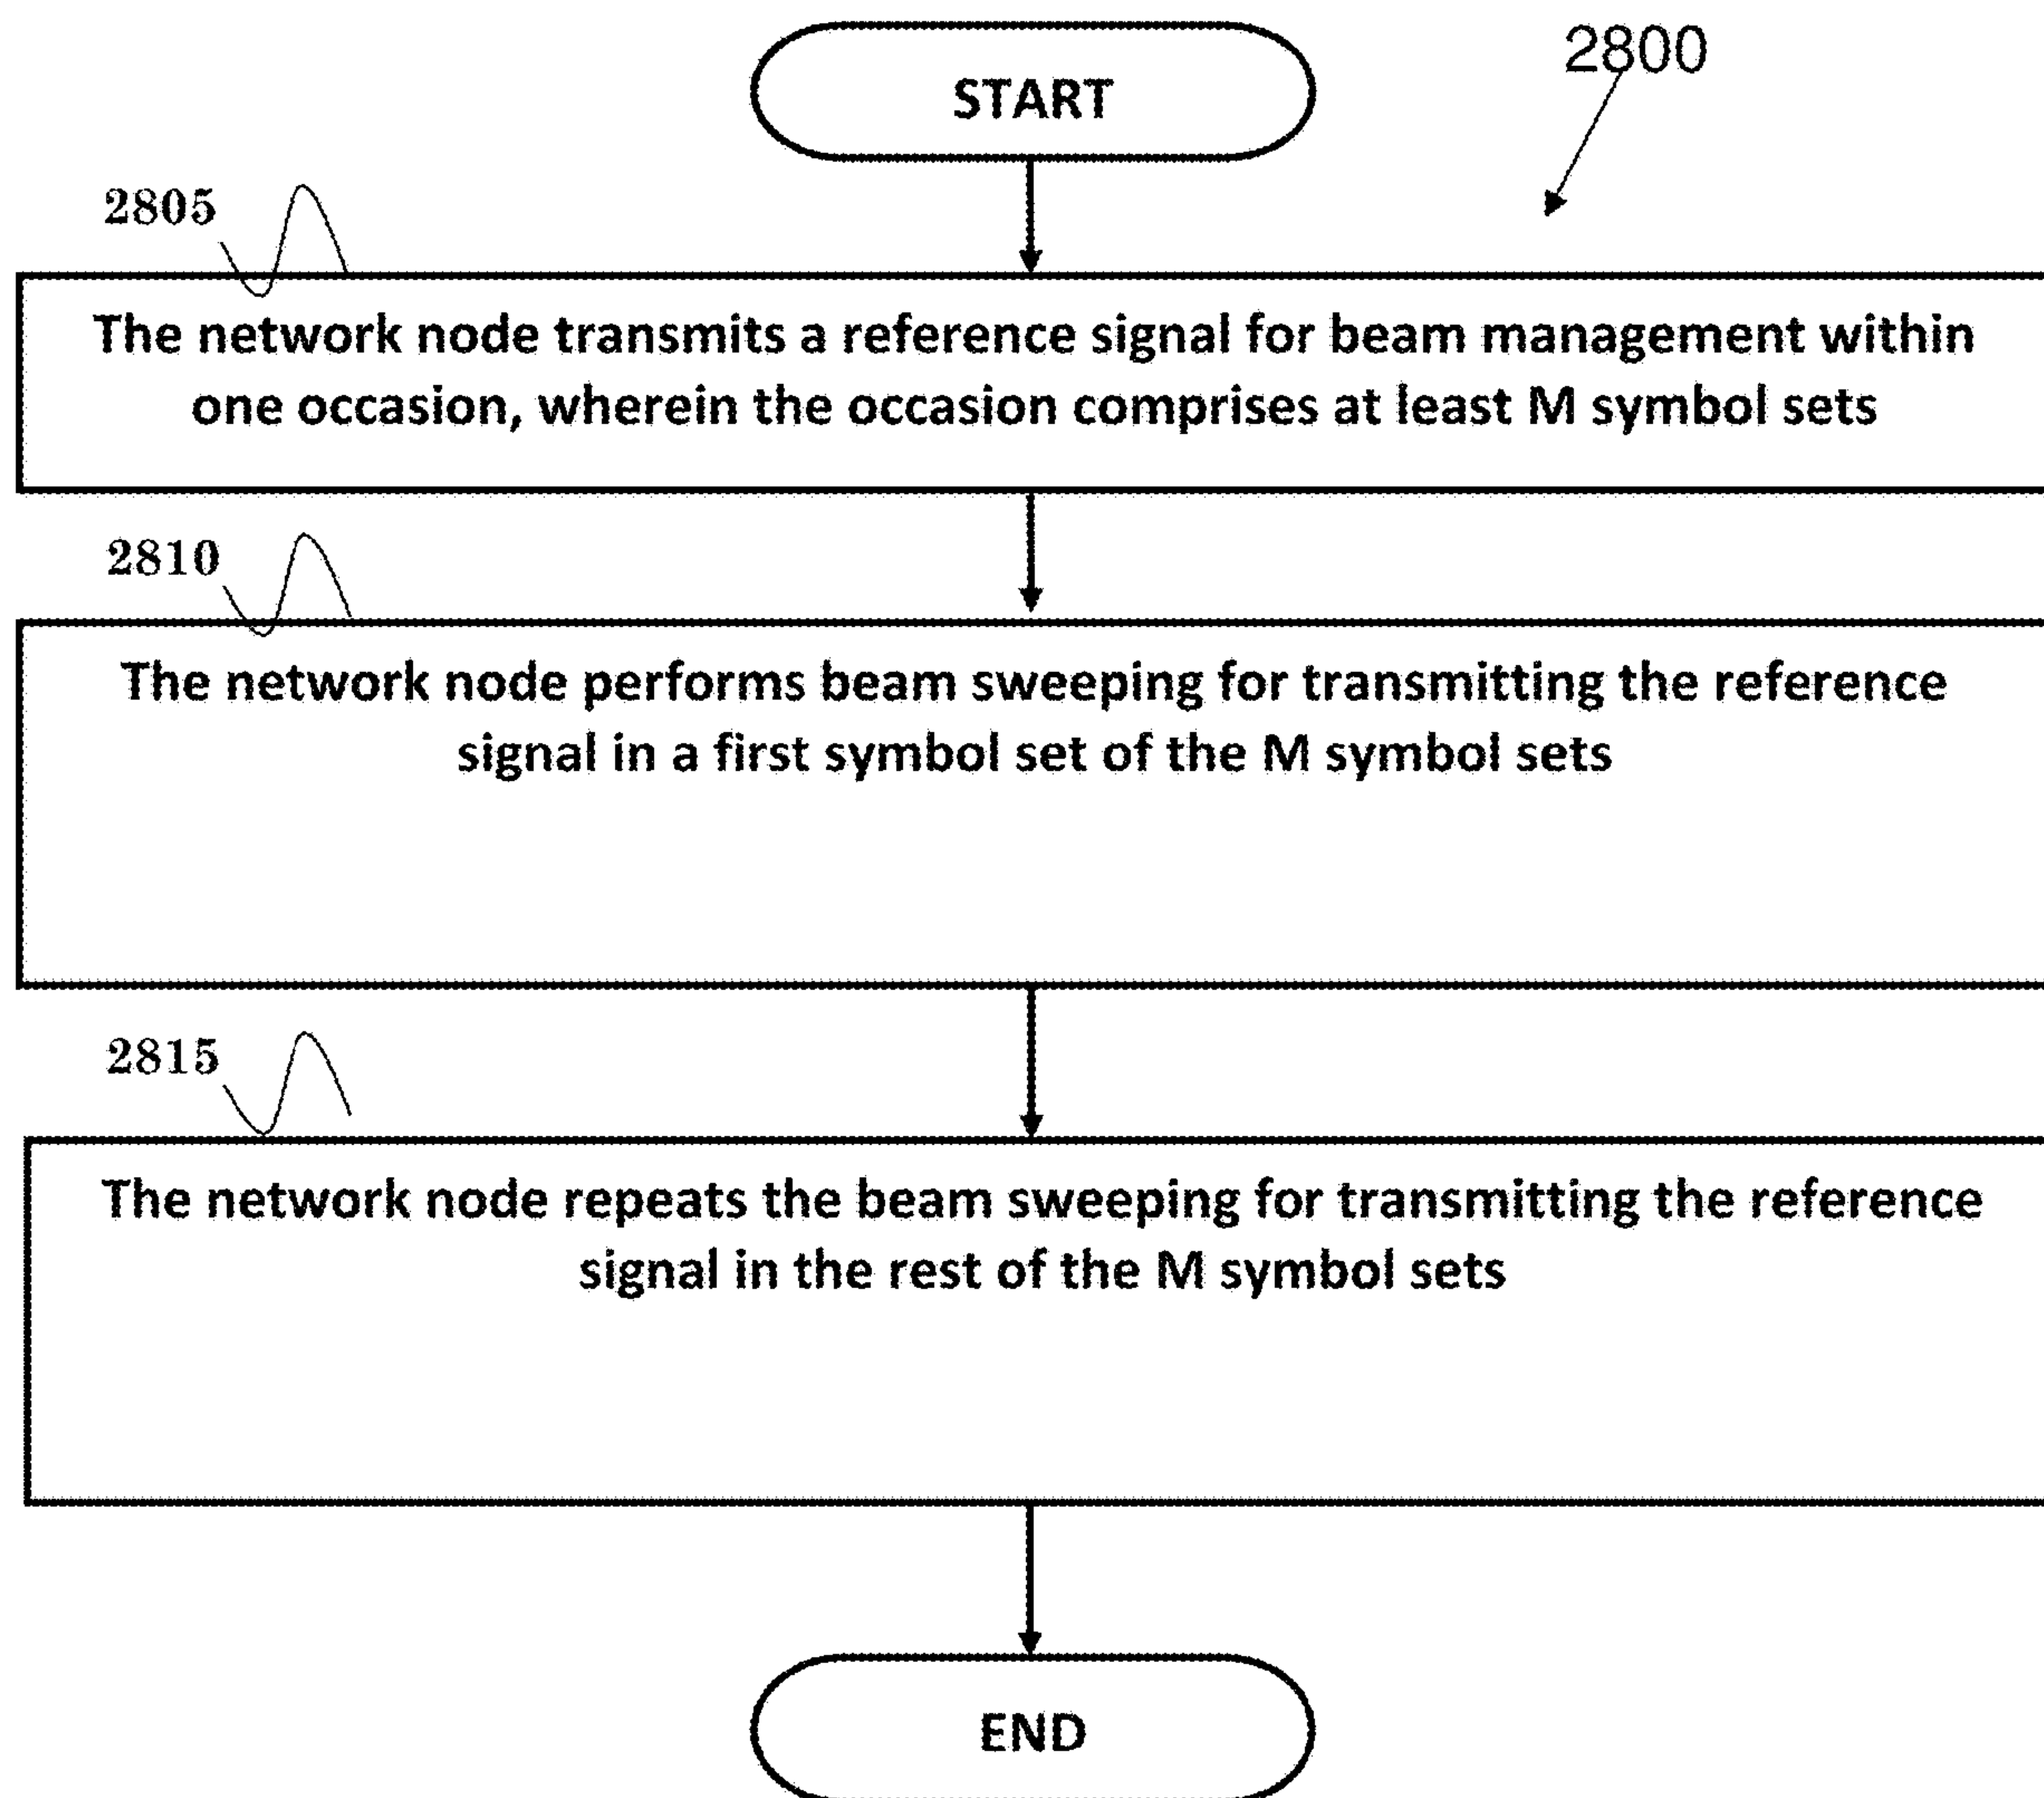 START
2800
2805
The network node transmits a reference signal for beam management within
one occasion, wherein the occasion comprises at least M symbol sets
2810
The network node performs beam sweeping for transmitting the reference
signal in a first symbol set of the M symbol sets
2815
The network node repeats the beam sweeping for transmitting the reference
signal in the rest of the M symbol sets
END